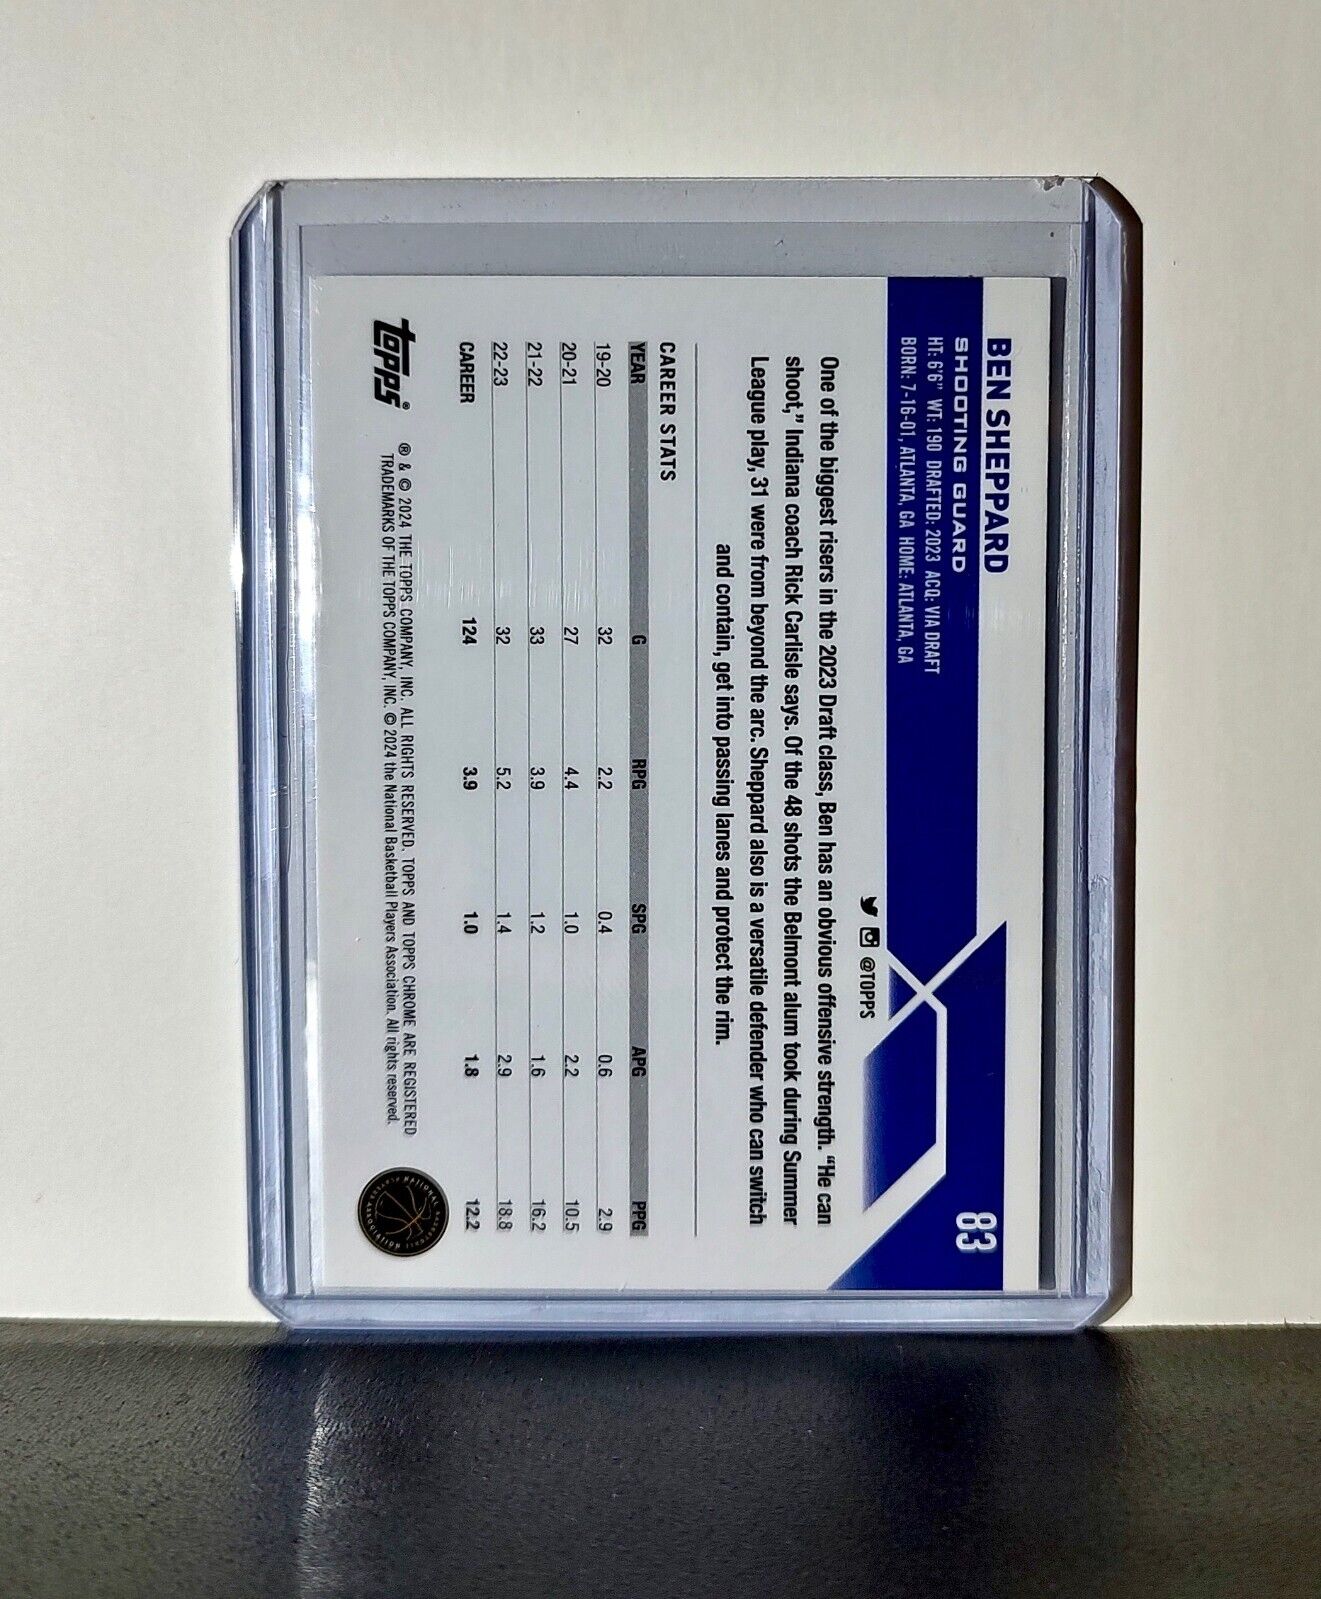 BEN SHEPPARD
83
SHOOTING GUARD
HT: 6'6" WT: 190 DRAFTED: 2023 ACQ: VIA DRAFT
BORN: 7-16-01, ATLANTA, GA HOME: ATLANTA, GA
@TOPPS
One of the biggest risers in the 2023 Draft class, Ben has an obvious offensive strength. “He can
shoot,” Indiana coach Rick Carlisle says. Of the 48 shots the Belmont alum took during Summer
League play, 31 were from beyond the arc. Sheppard also is a versatile defender who can switch
and contain, get into passing lanes and protect the rim.
CAREER STATS
YEAR G RPG SPG APG PPG
19-20 32 2.2 0.4 0.6 2.9
20-21 27 4.4 1.0 2.2 10.5
21-22 33 3.9 1.2 1.6 16.2
22-23 32 5.2 1.4 2.9 18.8
CAREER 124 3.9 1.0 1.8 12.2
topps®
® & © 2024 THE TOPPS COMPANY, INC. ALL RIGHTS RESERVED. TOPPS AND TOPPS CHROME ARE REGISTERED
TRADEMARKS OF THE TOPPS COMPANY, INC. © 2024 the National Basketball Players Association. All rights reserved.
NATIONAL BASKETBALL PLAYERS ASSOCIATION